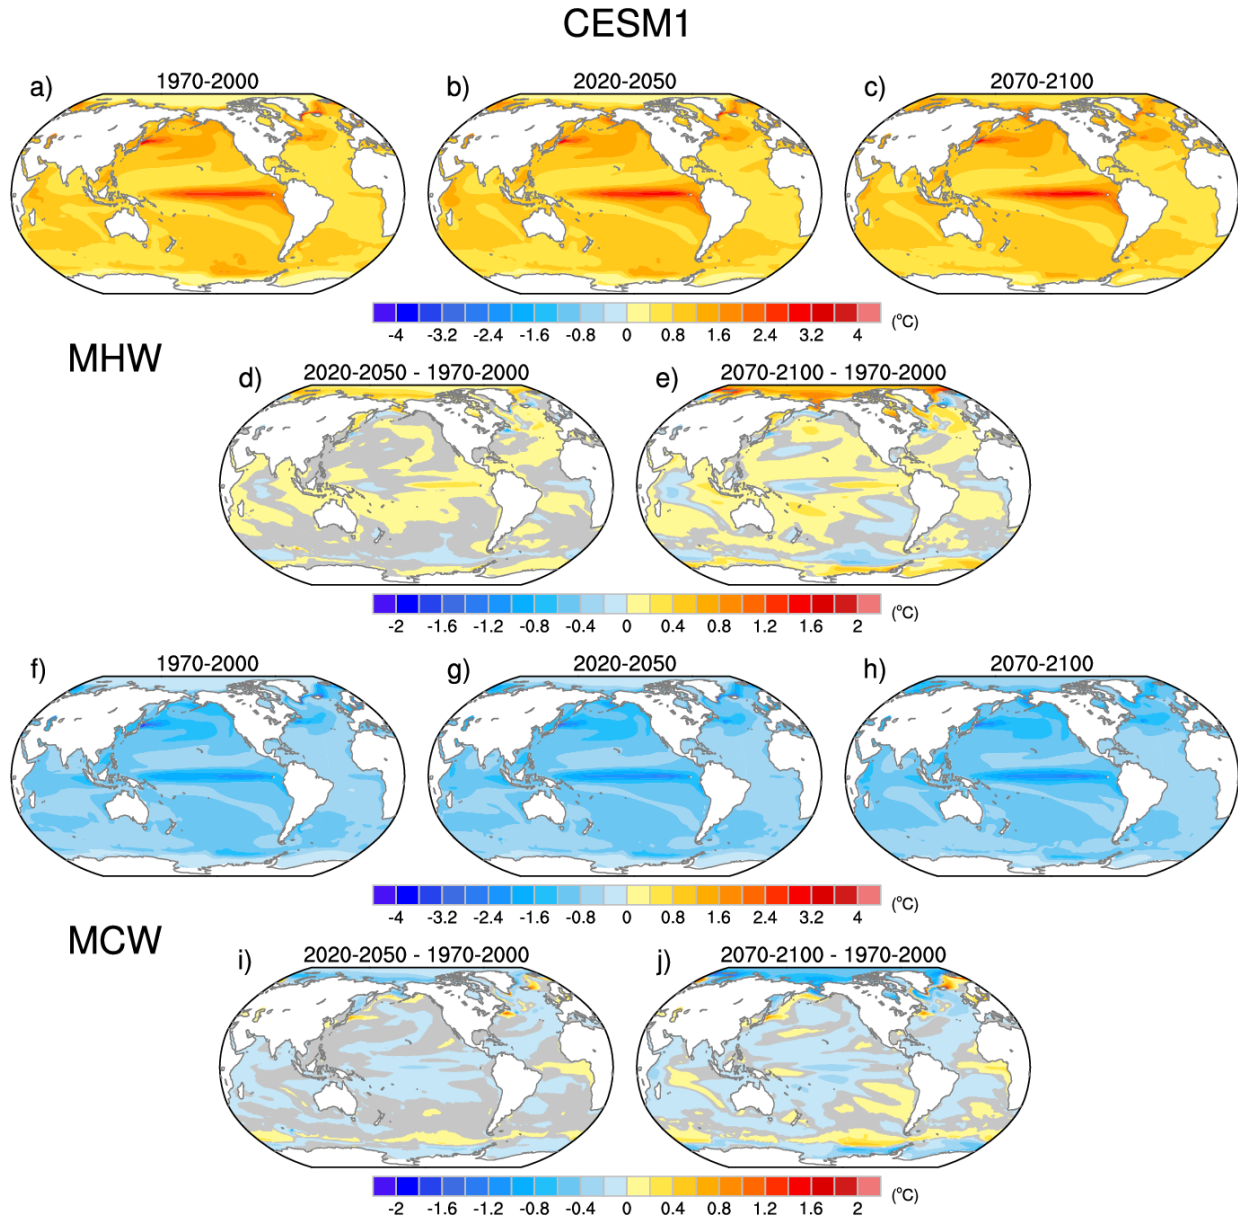 CESM1
a) 1970-2000 b) 2020-2050 c) 2070-2100
-4 -3.2 -2.4 -1.6 -0.8 0 0.8 1.6 2.4 3.2 4 (°C)
MHW
d) 2020-2050 - 1970-2000 e) 2070-2100 - 1970-2000
-2 -1.6 -1.2 -0.8 -0.4 0 0.4 0.8 1.2 1.6 2 (°C)
f) 1970-2000 g) 2020-2050 h) 2070-2100
-4 -3.2 -2.4 -1.6 -0.8 0 0.8 1.6 2.4 3.2 4 (°C)
MCW
i) 2020-2050 - 1970-2000 j) 2070-2100 - 1970-2000
-2 -1.6 -1.2 -0.8 -0.4 0 0.4 0.8 1.2 1.6 2 (°C)